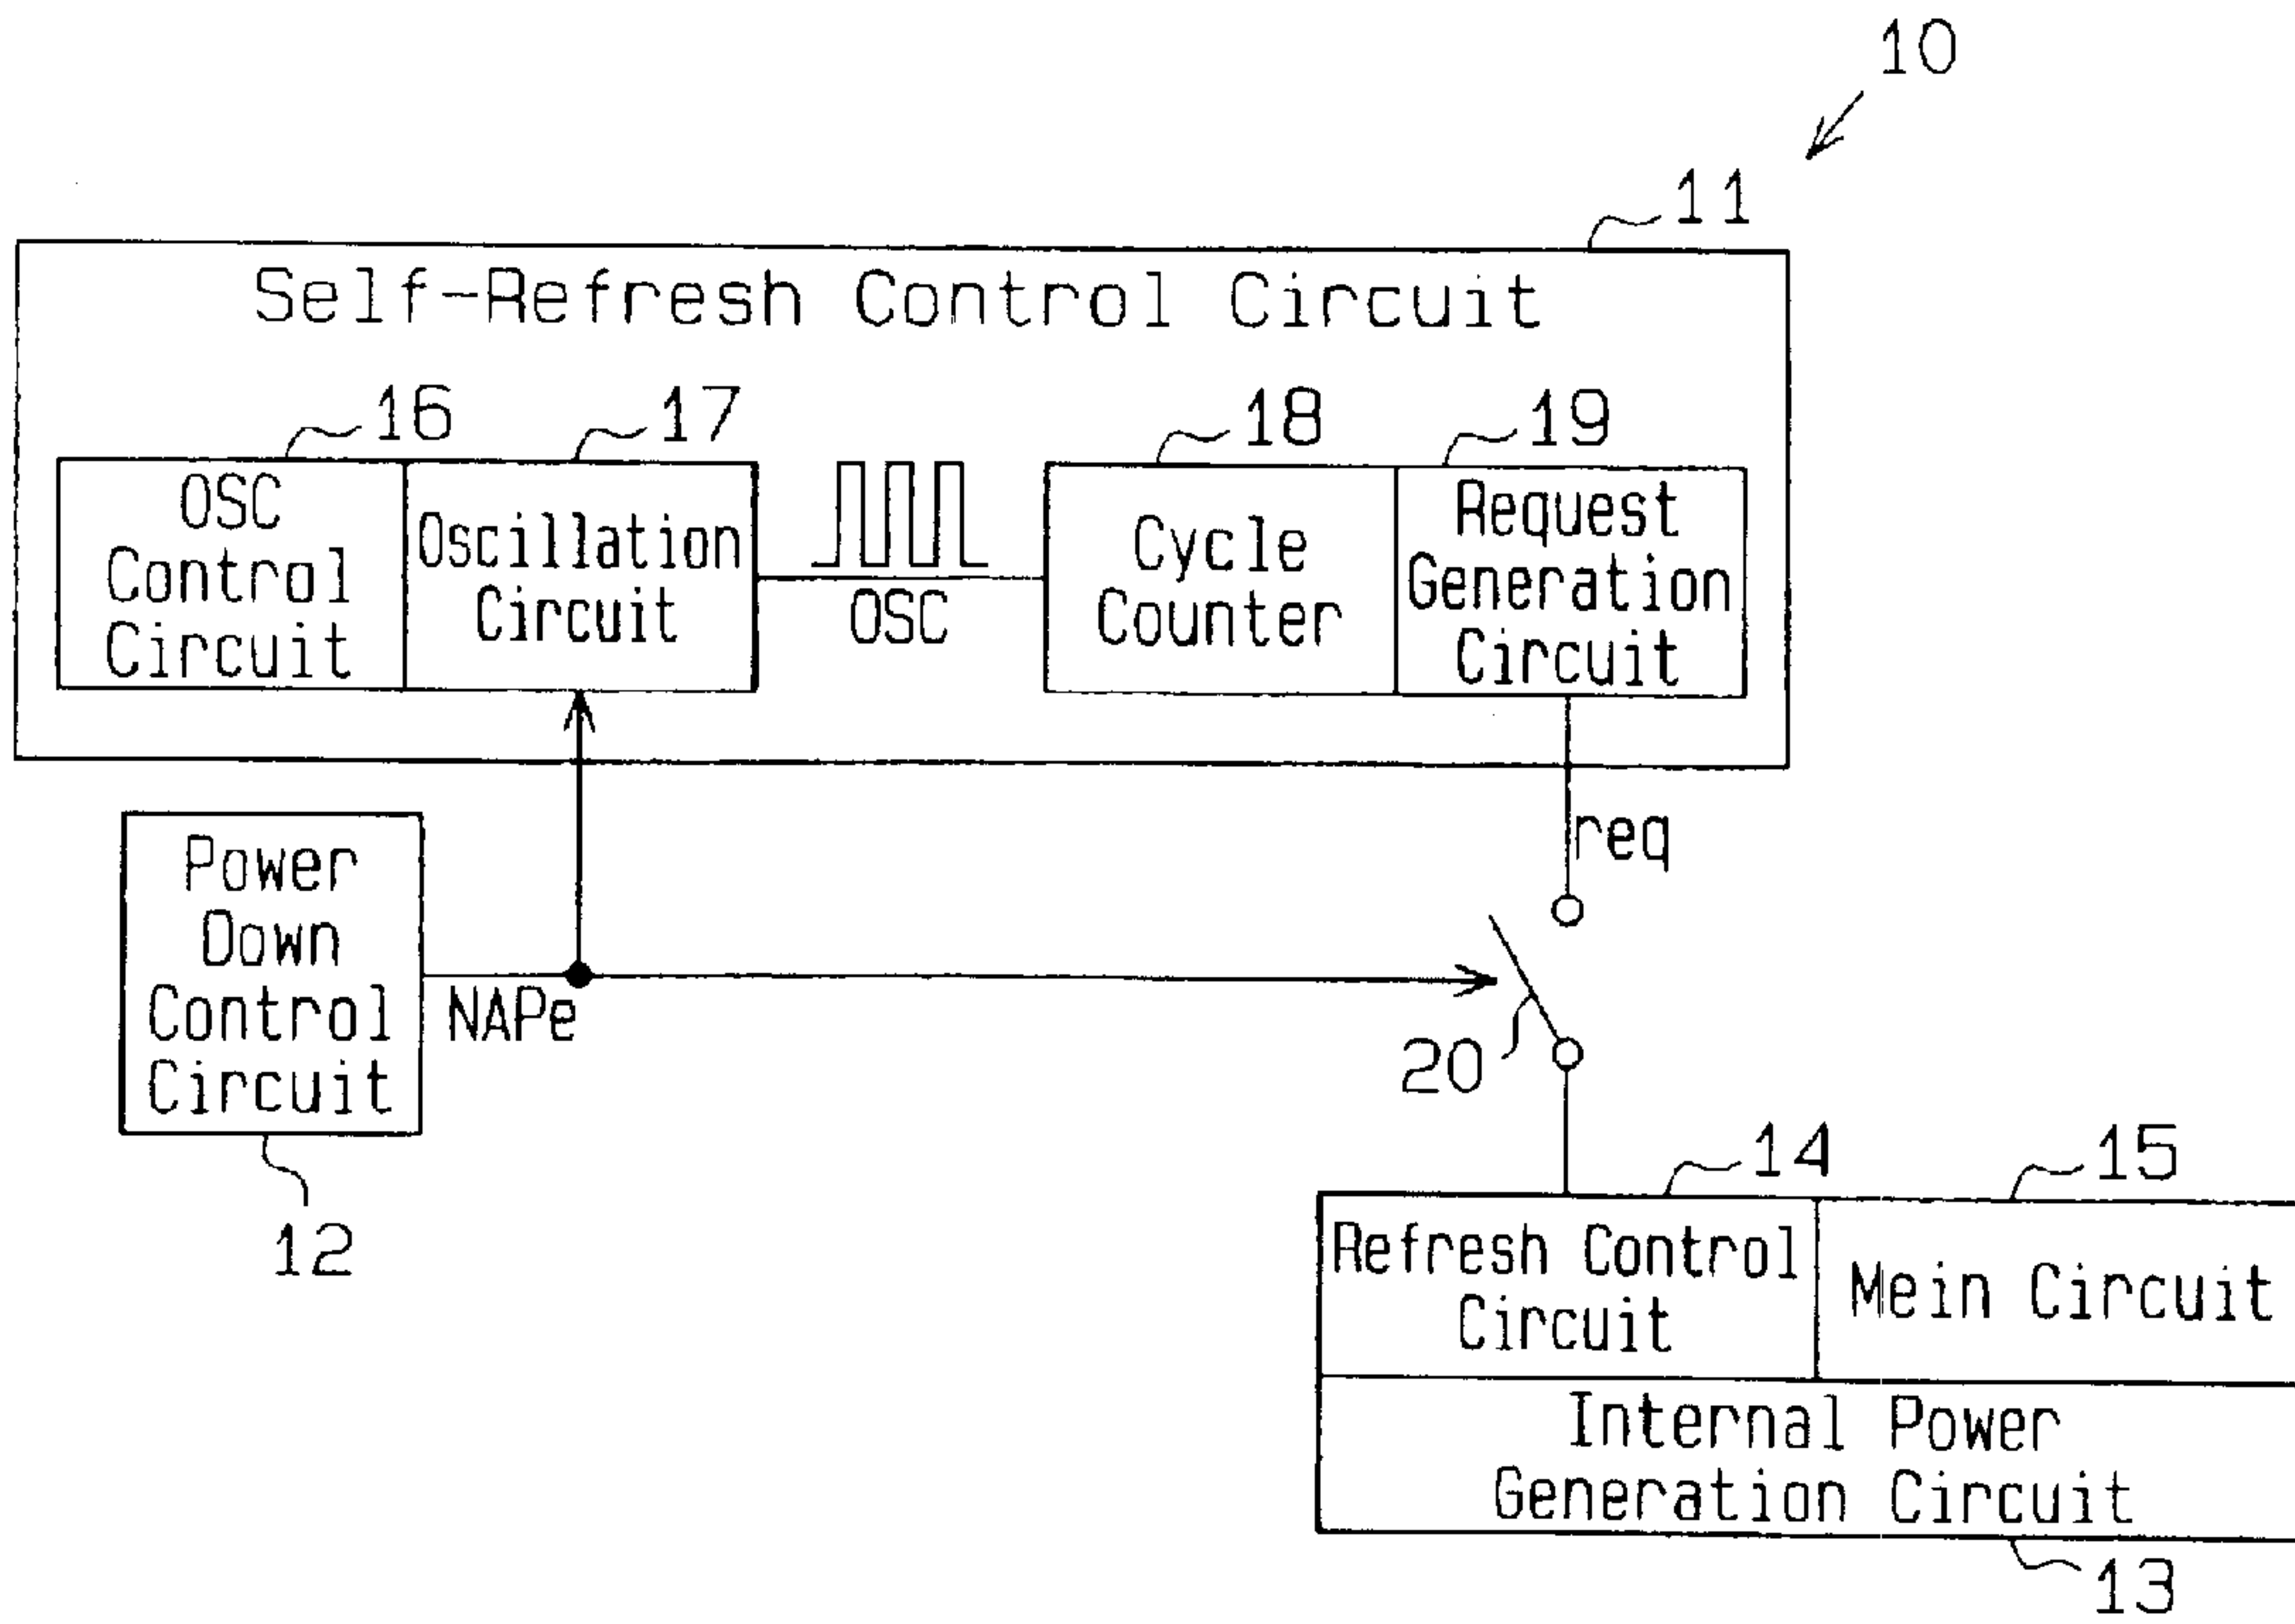 10
11
Self-Refresh Control Circuit
16
17
18
19
OSC
Control
Circuit
Oscillation
Circuit
OSC
Cycle
Counter
Request
Generation
Circuit
req
Power
Down
Control
Circuit
NAPe
20
12
14
15
Refresh Control
Circuit
Mein Circuit
Internal Power
Generation Circuit
13